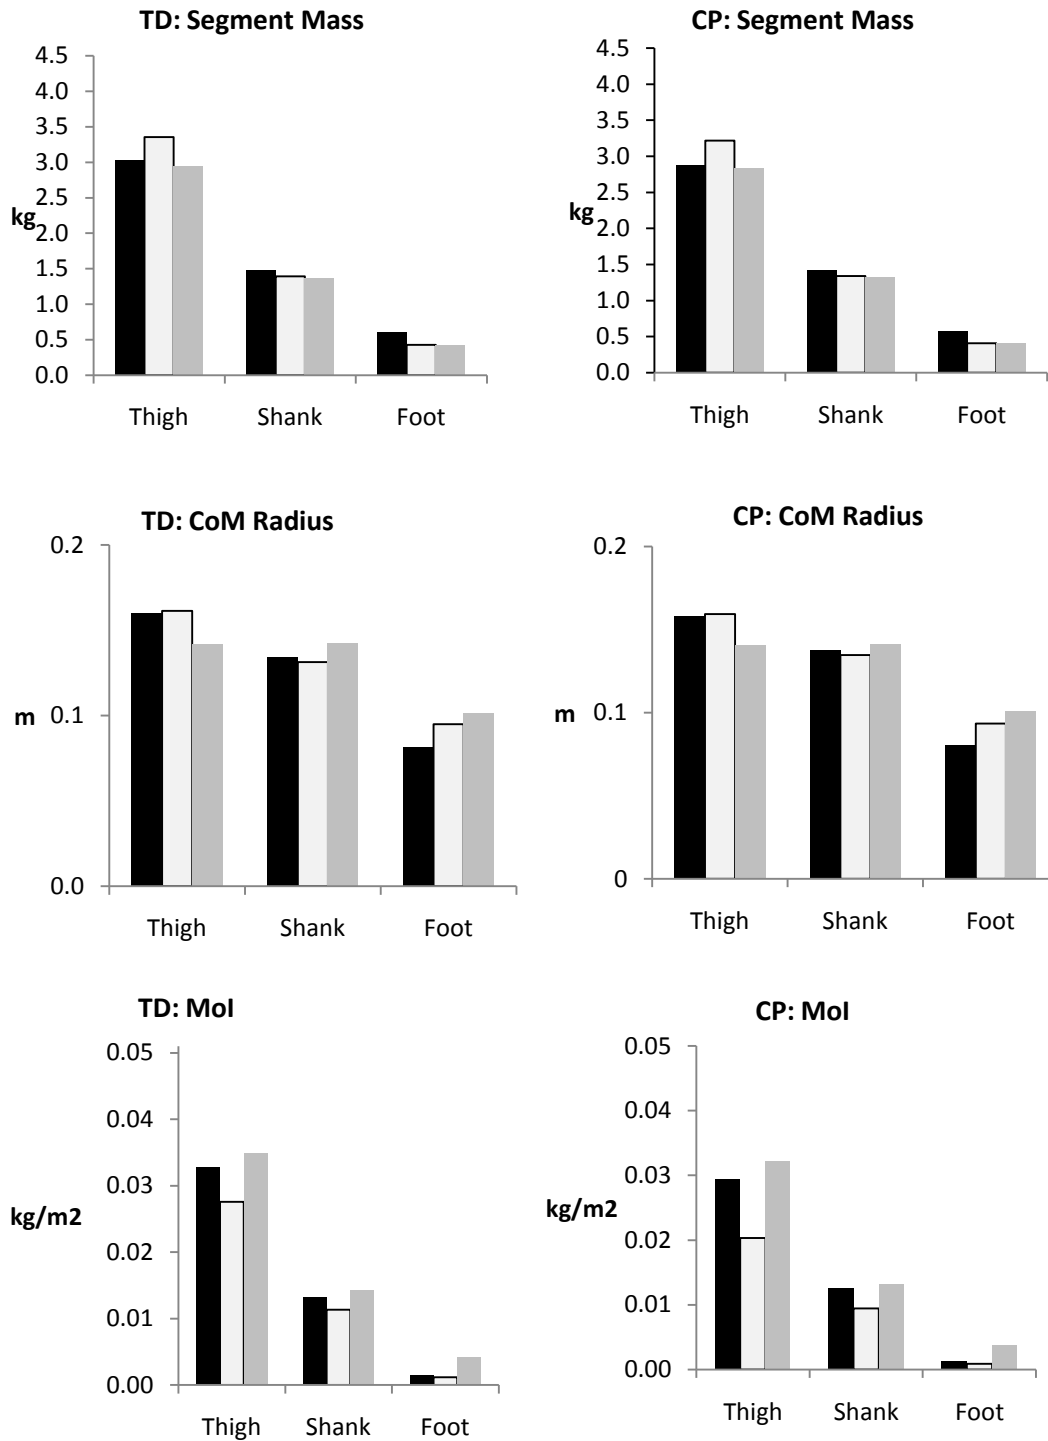 TD: Segment Mass
4.5
4.0
3.5
3.0
2.5
kg
2.0
1.5
1.0
0.5
0.0
Thigh Shank Foot
CP: Segment Mass
4.5
4.0
3.5
3.0
2.5
kg
2.0
1.5
1.0
0.5
0.0
Thigh Shank Foot
TD: CoM Radius
0.2
m
0.1
0.0
Thigh Shank Foot
CP: CoM Radius
0.2
m
0.1
0
Thigh Shank Foot
TD: MoI
0.05
0.04
0.03
kg/m2
0.02
0.01
0.00
Thigh Shank Foot
CP: MoI
0.05
0.04
0.03
kg/m2
0.02
0.01
0.00
Thigh Shank Foot